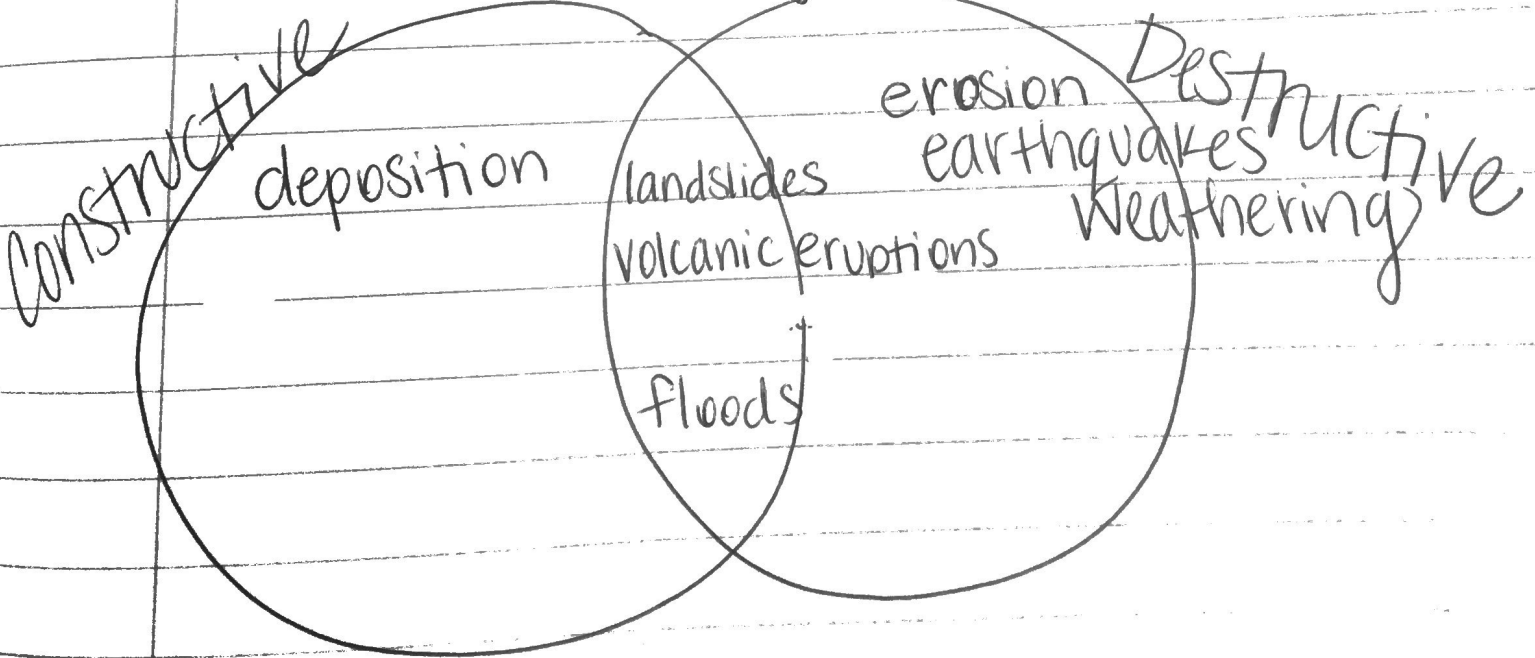 Constructive
Destructive
deposition
landslides
volcanic eruptions
floods
erosion
earthquakes
Weathering